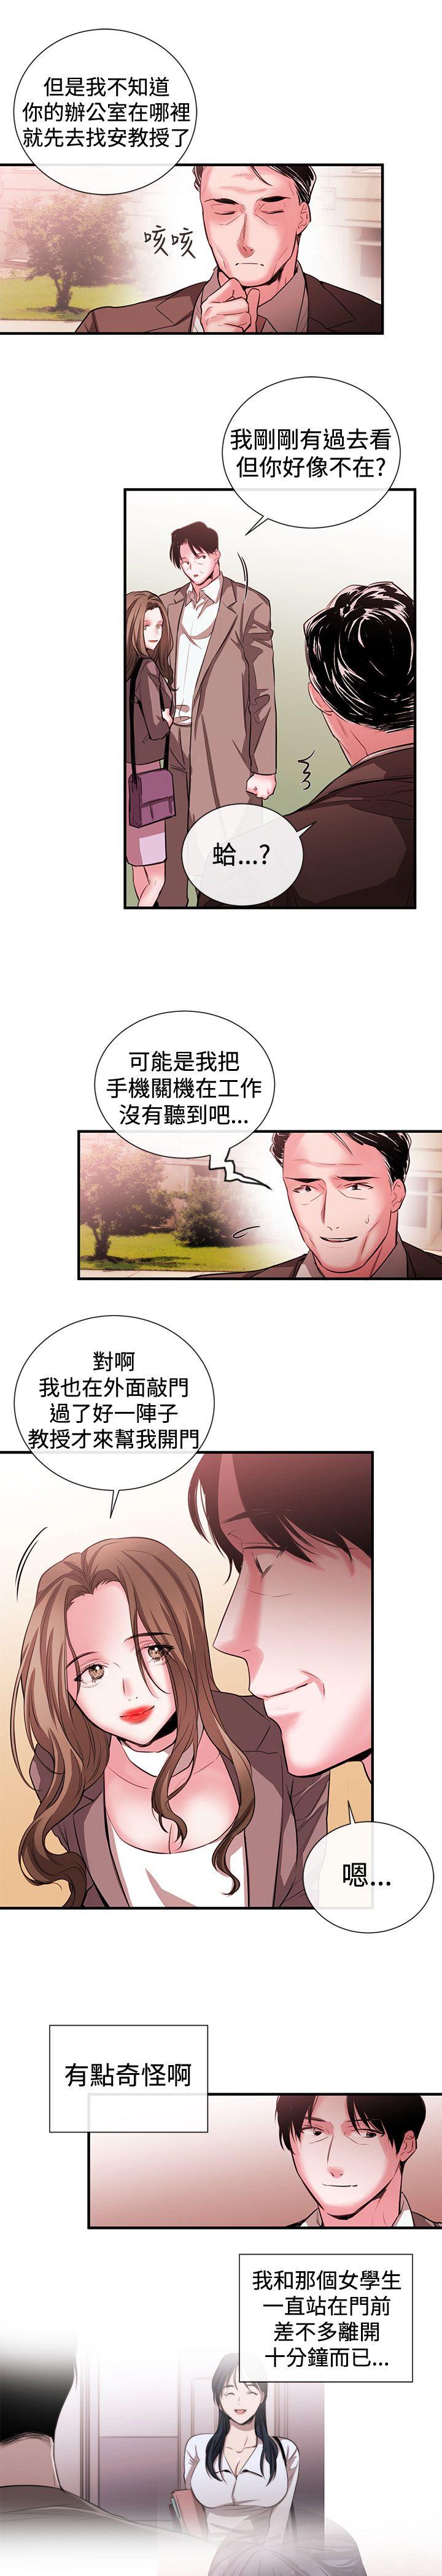 但是我不知道
你的辦公室在哪裡
就先去找安教授了
咳咳
我剛剛有過去看
但你好像不在?
蛤...?
可能是我把
手機關機在工作
沒有聽到吧...
對啊
我也在外面敲門
過了好一陣子
教授才來幫我開門
嗯...
有點奇怪啊
我和那個女學生
一直站在門前
差不多離開
十分鐘而已...